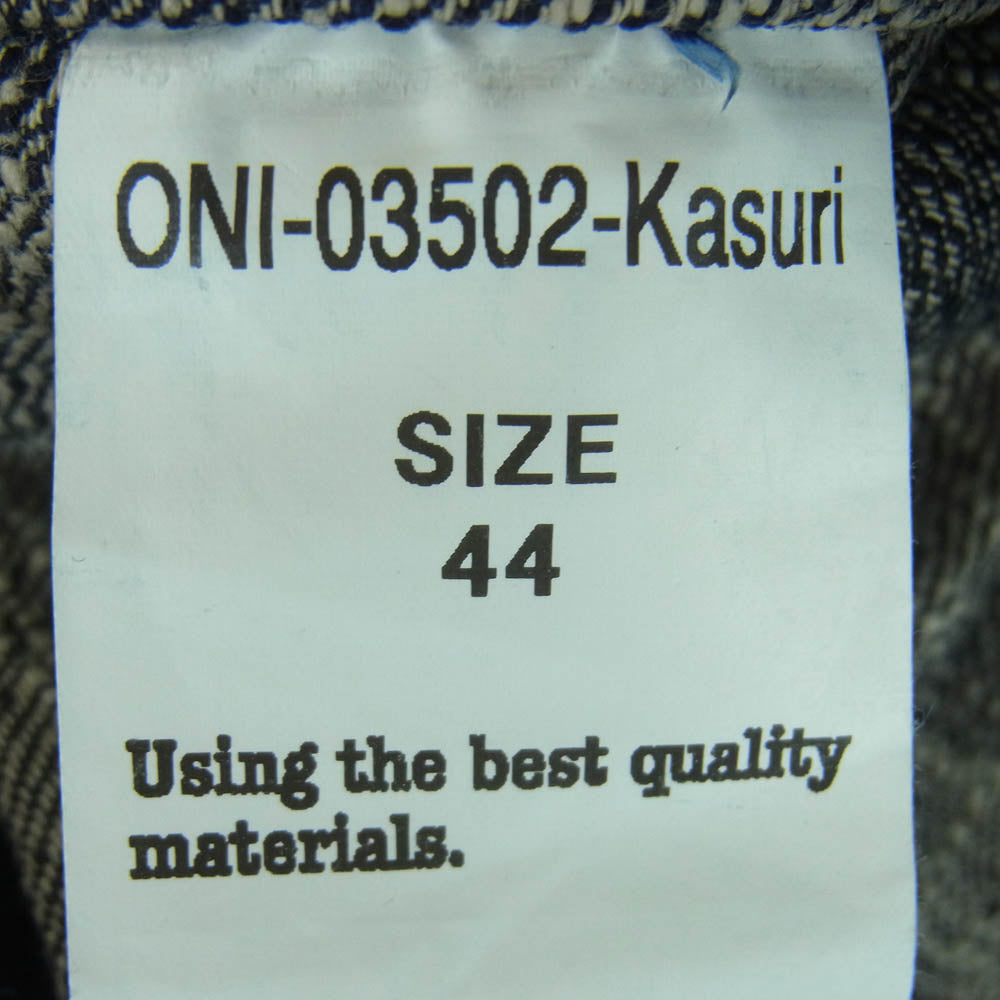 ONI-03502-Kasuri
SIZE
44
Using the best quality
materials.